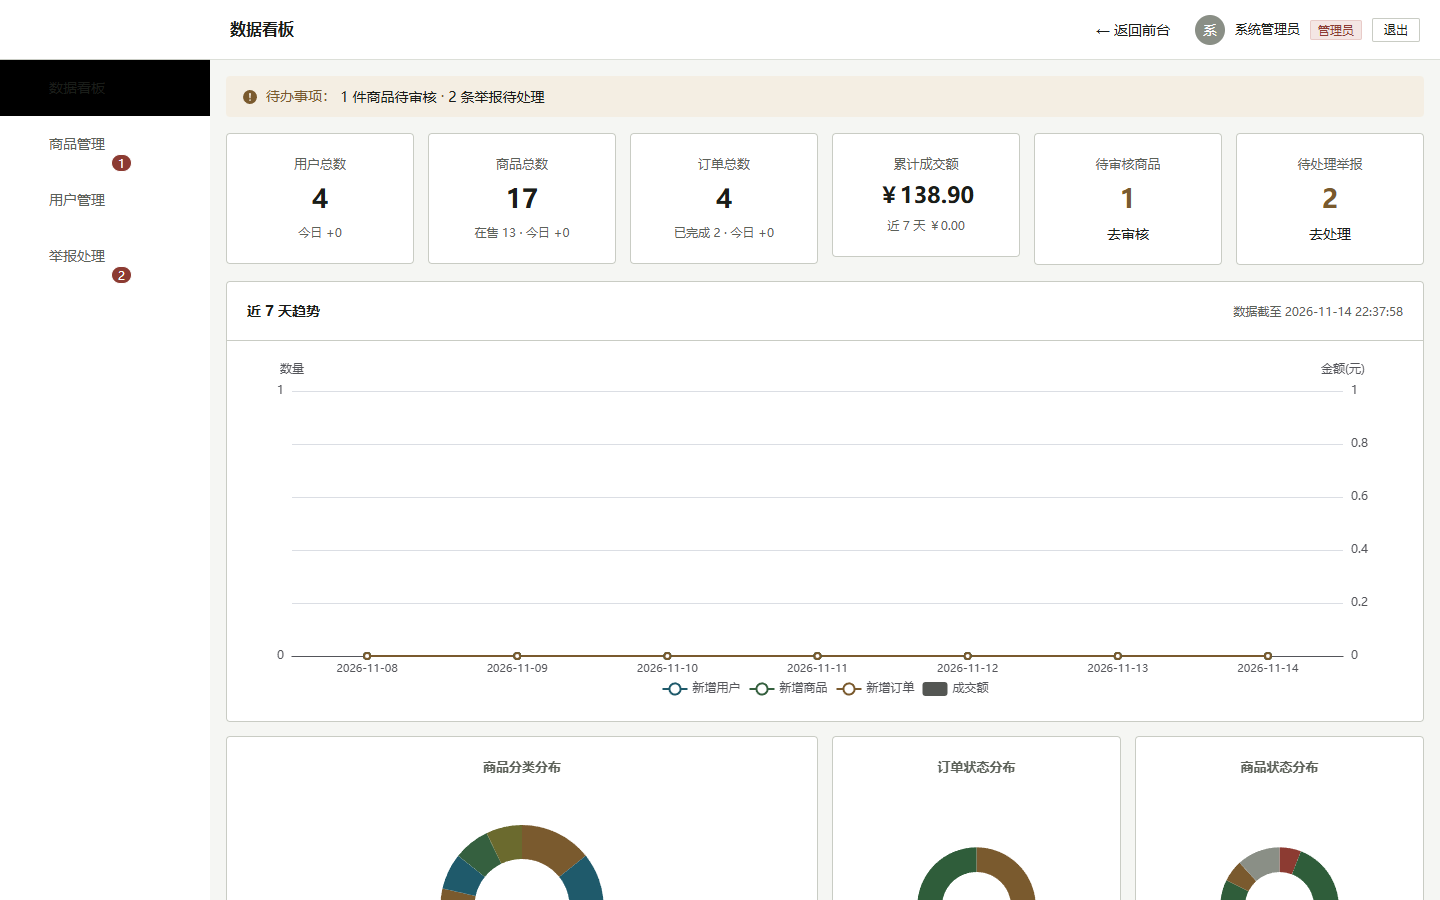 数据看板
← 返回前台
系
系统管理员
管理员
退出
数据看板
商品管理
1
用户管理
举报处理
2
待办事项： 1 件商品待审核 · 2 条举报待处理
用户总数
4
今日 +0
商品总数
17
在售 13 · 今日 +0
订单总数
4
已完成 2 · 今日 +0
累计成交额
¥ 138.90
近 7 天 ¥ 0.00
待审核商品
1
去审核
待处理举报
2
去处理
近 7 天趋势
数据截至 2026-11-14 22:37:58
数量
金额(元)
1
1
0.8
0.6
0.4
0.2
0
0
2026-11-08
2026-11-09
2026-11-10
2026-11-11
2026-11-12
2026-11-13
2026-11-14
新增用户
新增商品
新增订单
成交额
商品分类分布
订单状态分布
商品状态分布